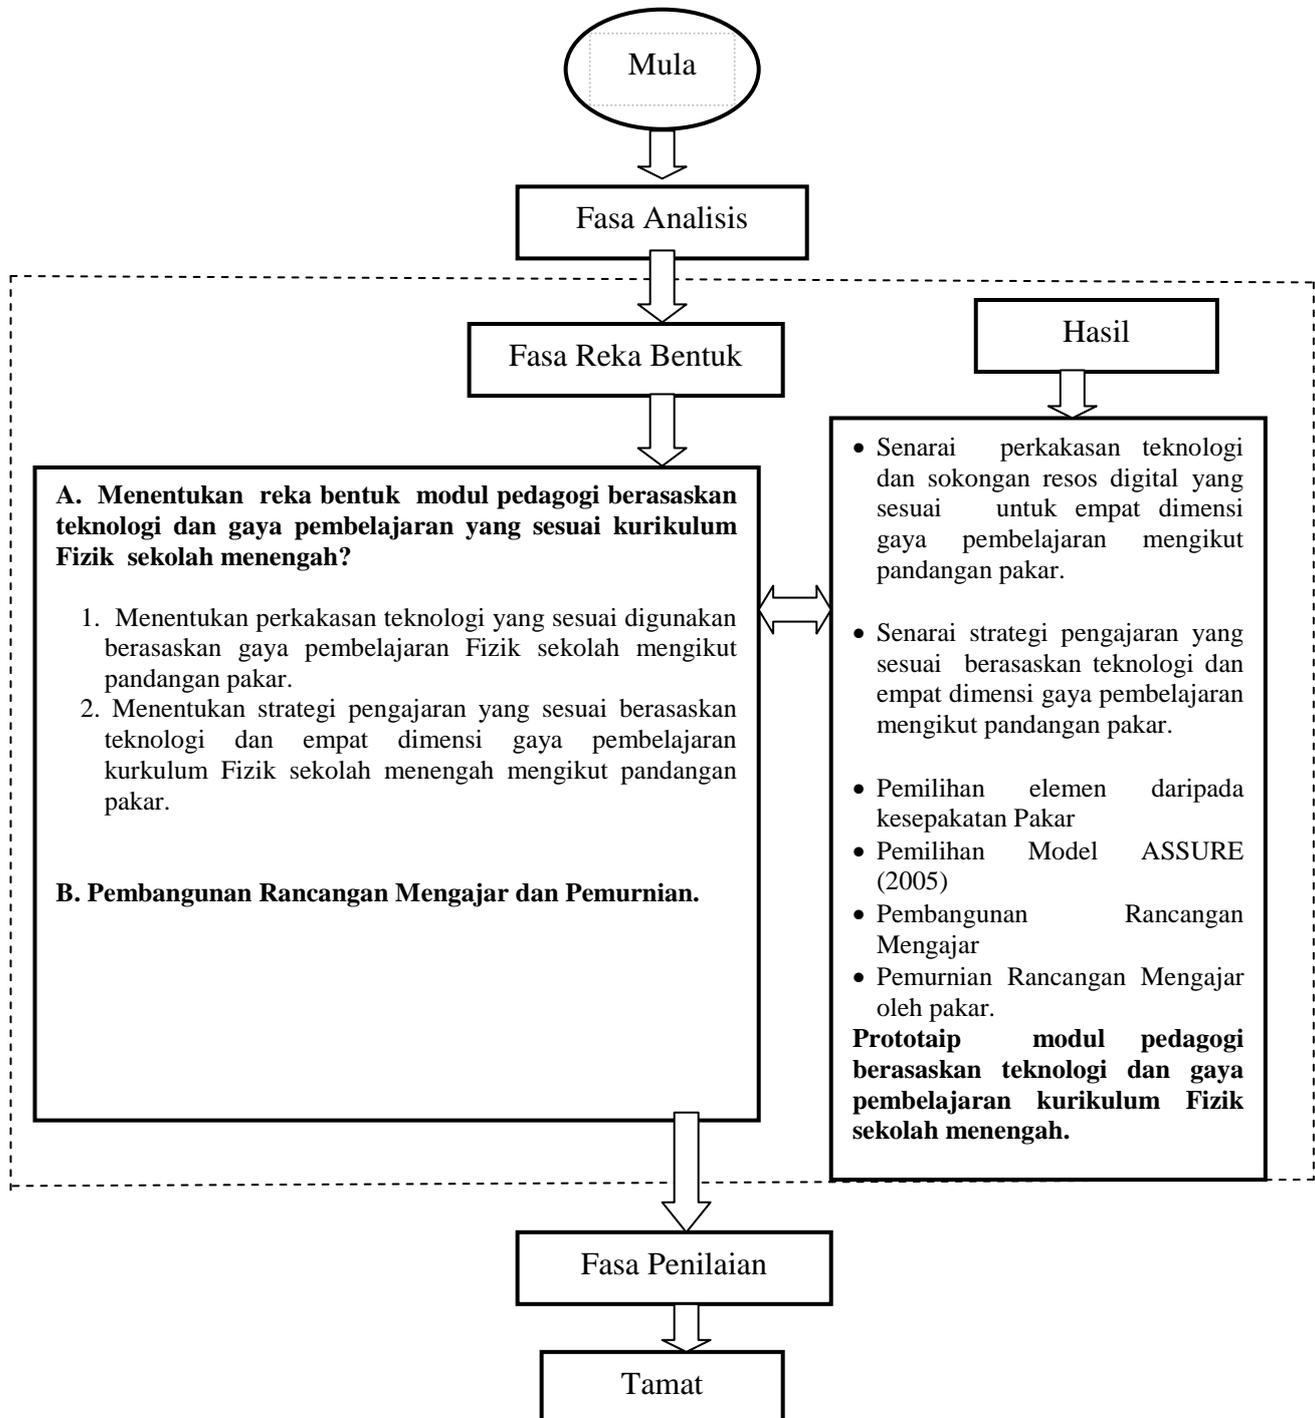 Mula
Fasa Analisis
Fasa Reka Bentuk
A. Menentukan reka bentuk modul pedagogi berasaskan
teknologi dan gaya pembelajaran yang sesuai kurikulum
Fizik sekolah menengah?
1. Menentukan perkakasan teknologi yang sesuai digunakan
berasaskan gaya pembelajaran Fizik sekolah mengikut
pandangan pakar.
2. Menentukan strategi pengajaran yang sesuai berasaskan
teknologi dan empat dimensi gaya pembelajaran
kurkulum Fizik sekolah menengah mengikut pandangan
pakar.
B. Pembangunan Rancangan Mengajar dan Pemurnian.
Hasil
• Senarai perkakasan teknologi
dan sokongan resos digital yang
sesuai untuk empat dimensi
gaya pembelajaran mengikut
pandangan pakar.
• Senarai strategi pengajaran yang
sesuai berasaskan teknologi dan
empat dimensi gaya pembelajaran
mengikut pandangan pakar.
• Pemilihan elemen daripada
kesepakatan Pakar
• Pemilihan Model ASSURE
(2005)
• Pembangunan Rancangan
Mengajar
• Pemurnian Rancangan Mengajar
oleh pakar.
Prototaip modul pedagogi
berasaskan teknologi dan gaya
pembelajaran kurikulum Fizik
sekolah menengah.
Fasa Penilaian
Tamat